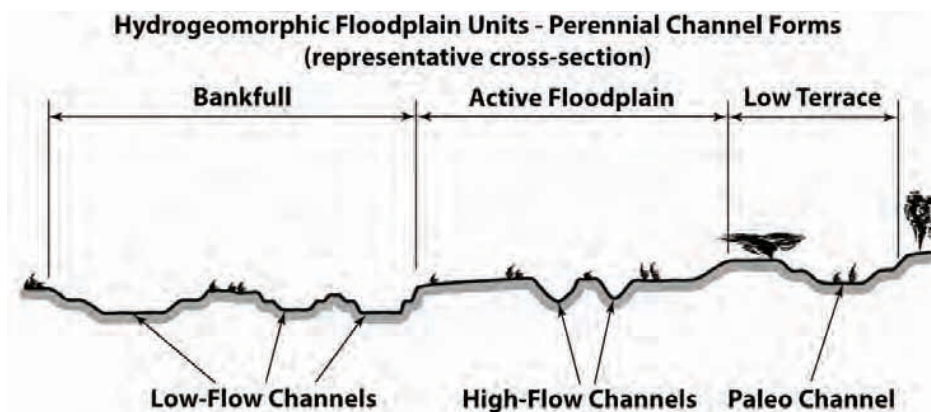 Hydrogeomorphic Floodplain Units - Perennial Channel Forms
(representative cross-section)
Bankfull
Active Floodplain
Low Terrace
Low-Flow Channels
High-Flow Channels
Paleo Channel